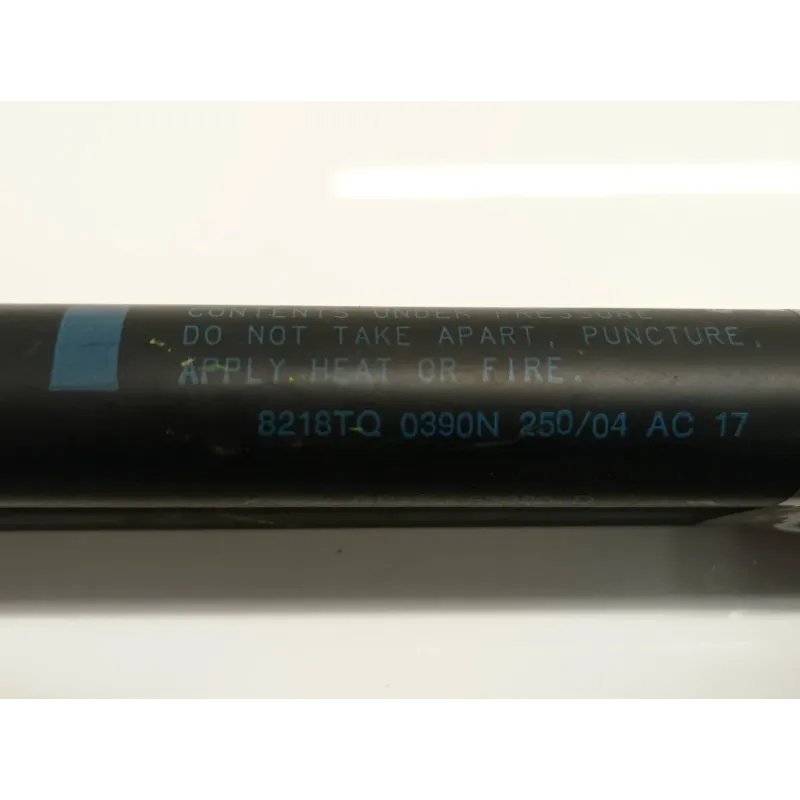 CONTENTS UNDER PRESSURE
DO NOT TAKE APART, PUNCTURE,
APPLY HEAT OR FIRE.
8218TQ 0390N 250/04 AC 17